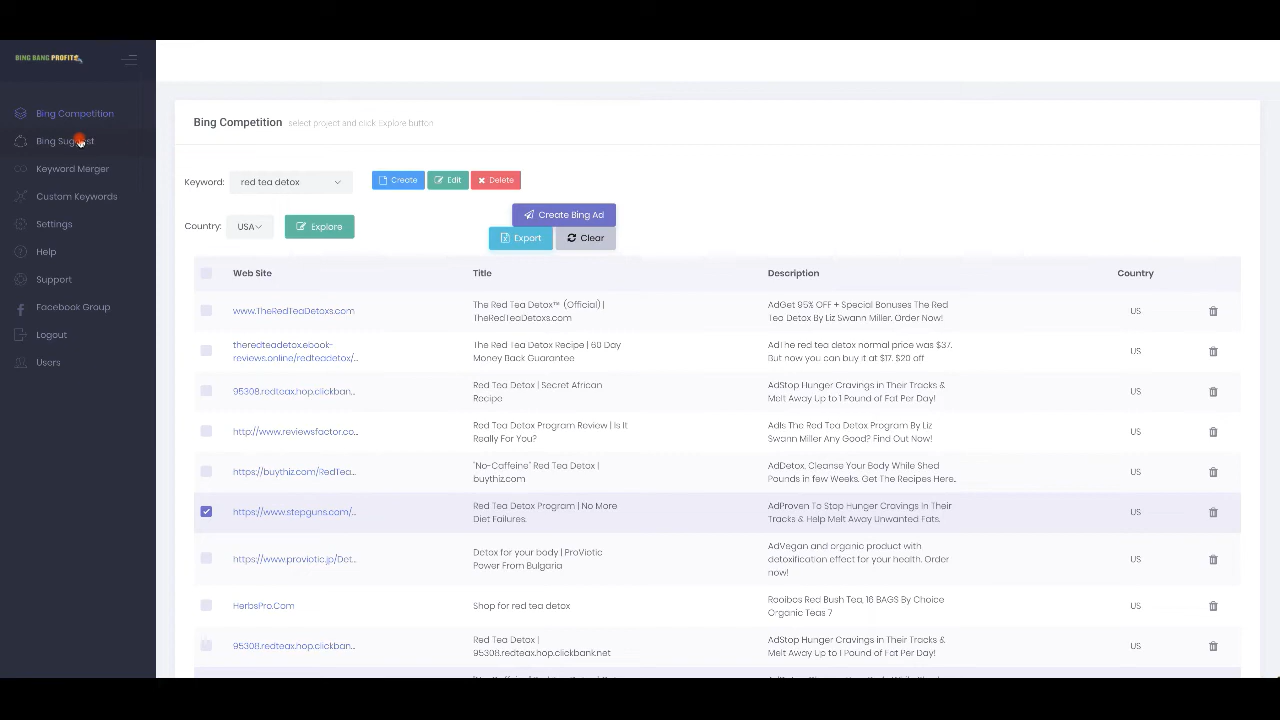 BING BANG PROFITS
Bing Competition
Bing Suggest
Keyword Merger
Custom Keywords
Settings
Help
Support
Facebook Group
Logout
Users
Bing Competition select project and click Explore button
Keyword: red tea detox Create Edit Delete
Create Bing Ad
Country: USA Explore
Export Clear
Web Site Title Description Country
www.TheRedTeaDetoxs.com
The Red Tea Detox™ (Official) |
TheRedTeaDetoxs.com
AdGet 95% OFF + Special Bonuses The Red
Tea Detox By Liz Swann Miller. Order Now!
US
theredteadetox.ebook-
reviews.online/redteadetox/...
The Red Tea Detox Recipe | 60 Day
Money Back Guarantee
AdThe red tea detox normal price was $37.
But now you can buy it at $17. $20 off
US
95308.redteax.hop.clickban...
Red Tea Detox | Secret African
Recipe
AdStop Hunger Cravings in Their Tracks &
Melt Away Up to 1 Pound of Fat Per Day!
US
http://www.reviewsfactor.co...
Red Tea Detox Program Review | Is It
Really For You?
AdIs The Red Tea Detox Program By Liz
Swann Miller Any Good? Find Out Now!
US
https://buythiz.com/RedTea...
"No-Caffeine" Red Tea Detox |
buythiz.com
AdDetox, Cleanse Your Body While Shed
Pounds in few Weeks. Get The Recipes Here.
US
https://www.stepguns.com/...
Red Tea Detox Program | No More
Diet Failures.
AdProven To Stop Hunger Cravings In Their
Tracks & Help Melt Away Unwanted Fats.
US
https://www.proviotic.jp/Det...
Detox for your body | ProViotic
Power From Bulgaria
AdVegan and organic product with
detoxification effect for your health. Order
now!
US
HerbsPro.Com
Shop for red tea detox
Rooibos Red Bush Tea, 16 BAGS By Choice
Organic Teas 7
US
95308.redteax.hop.clickban...
Red Tea Detox |
95308.redteax.hop.clickbank.net
AdStop Hunger Cravings in Their Tracks &
Melt Away Up to 1 Pound of Fat Per Day!
US